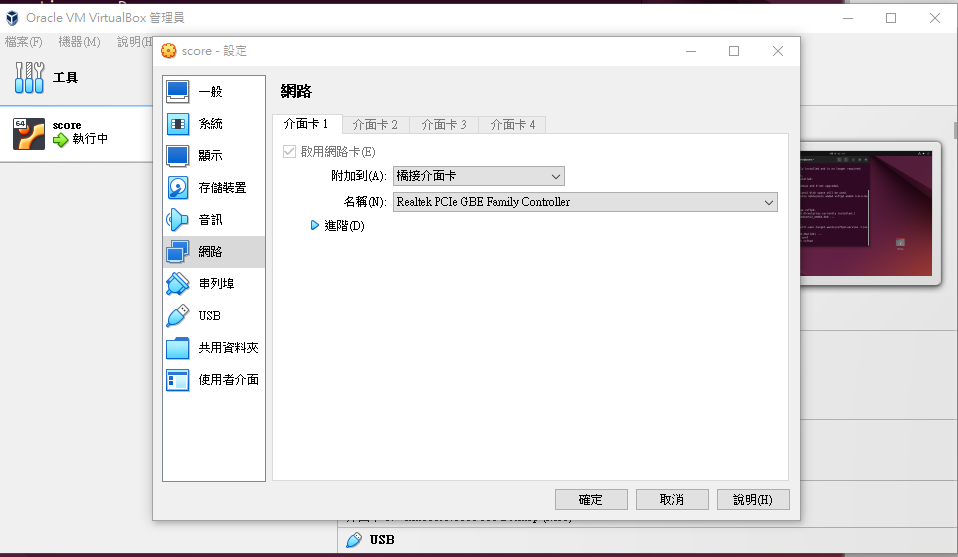 Oracle VM VirtualBox 管理員
檔案(F) 機器(M) 說明(H
工具
64
score
執行中
score - 設定
一般
系統
顯示
存儲裝置
音訊
網路
串列埠
USB
共用資料夾
使用者介面
網路
介面卡 1 介面卡 2 介面卡 3 介面卡 4
啟用網路卡(E)
附加到(A): 橋接介面卡
名稱(N): Realtek PCIe GBE Family Controller
進階(D)
確定 取消 說明(H)
USB